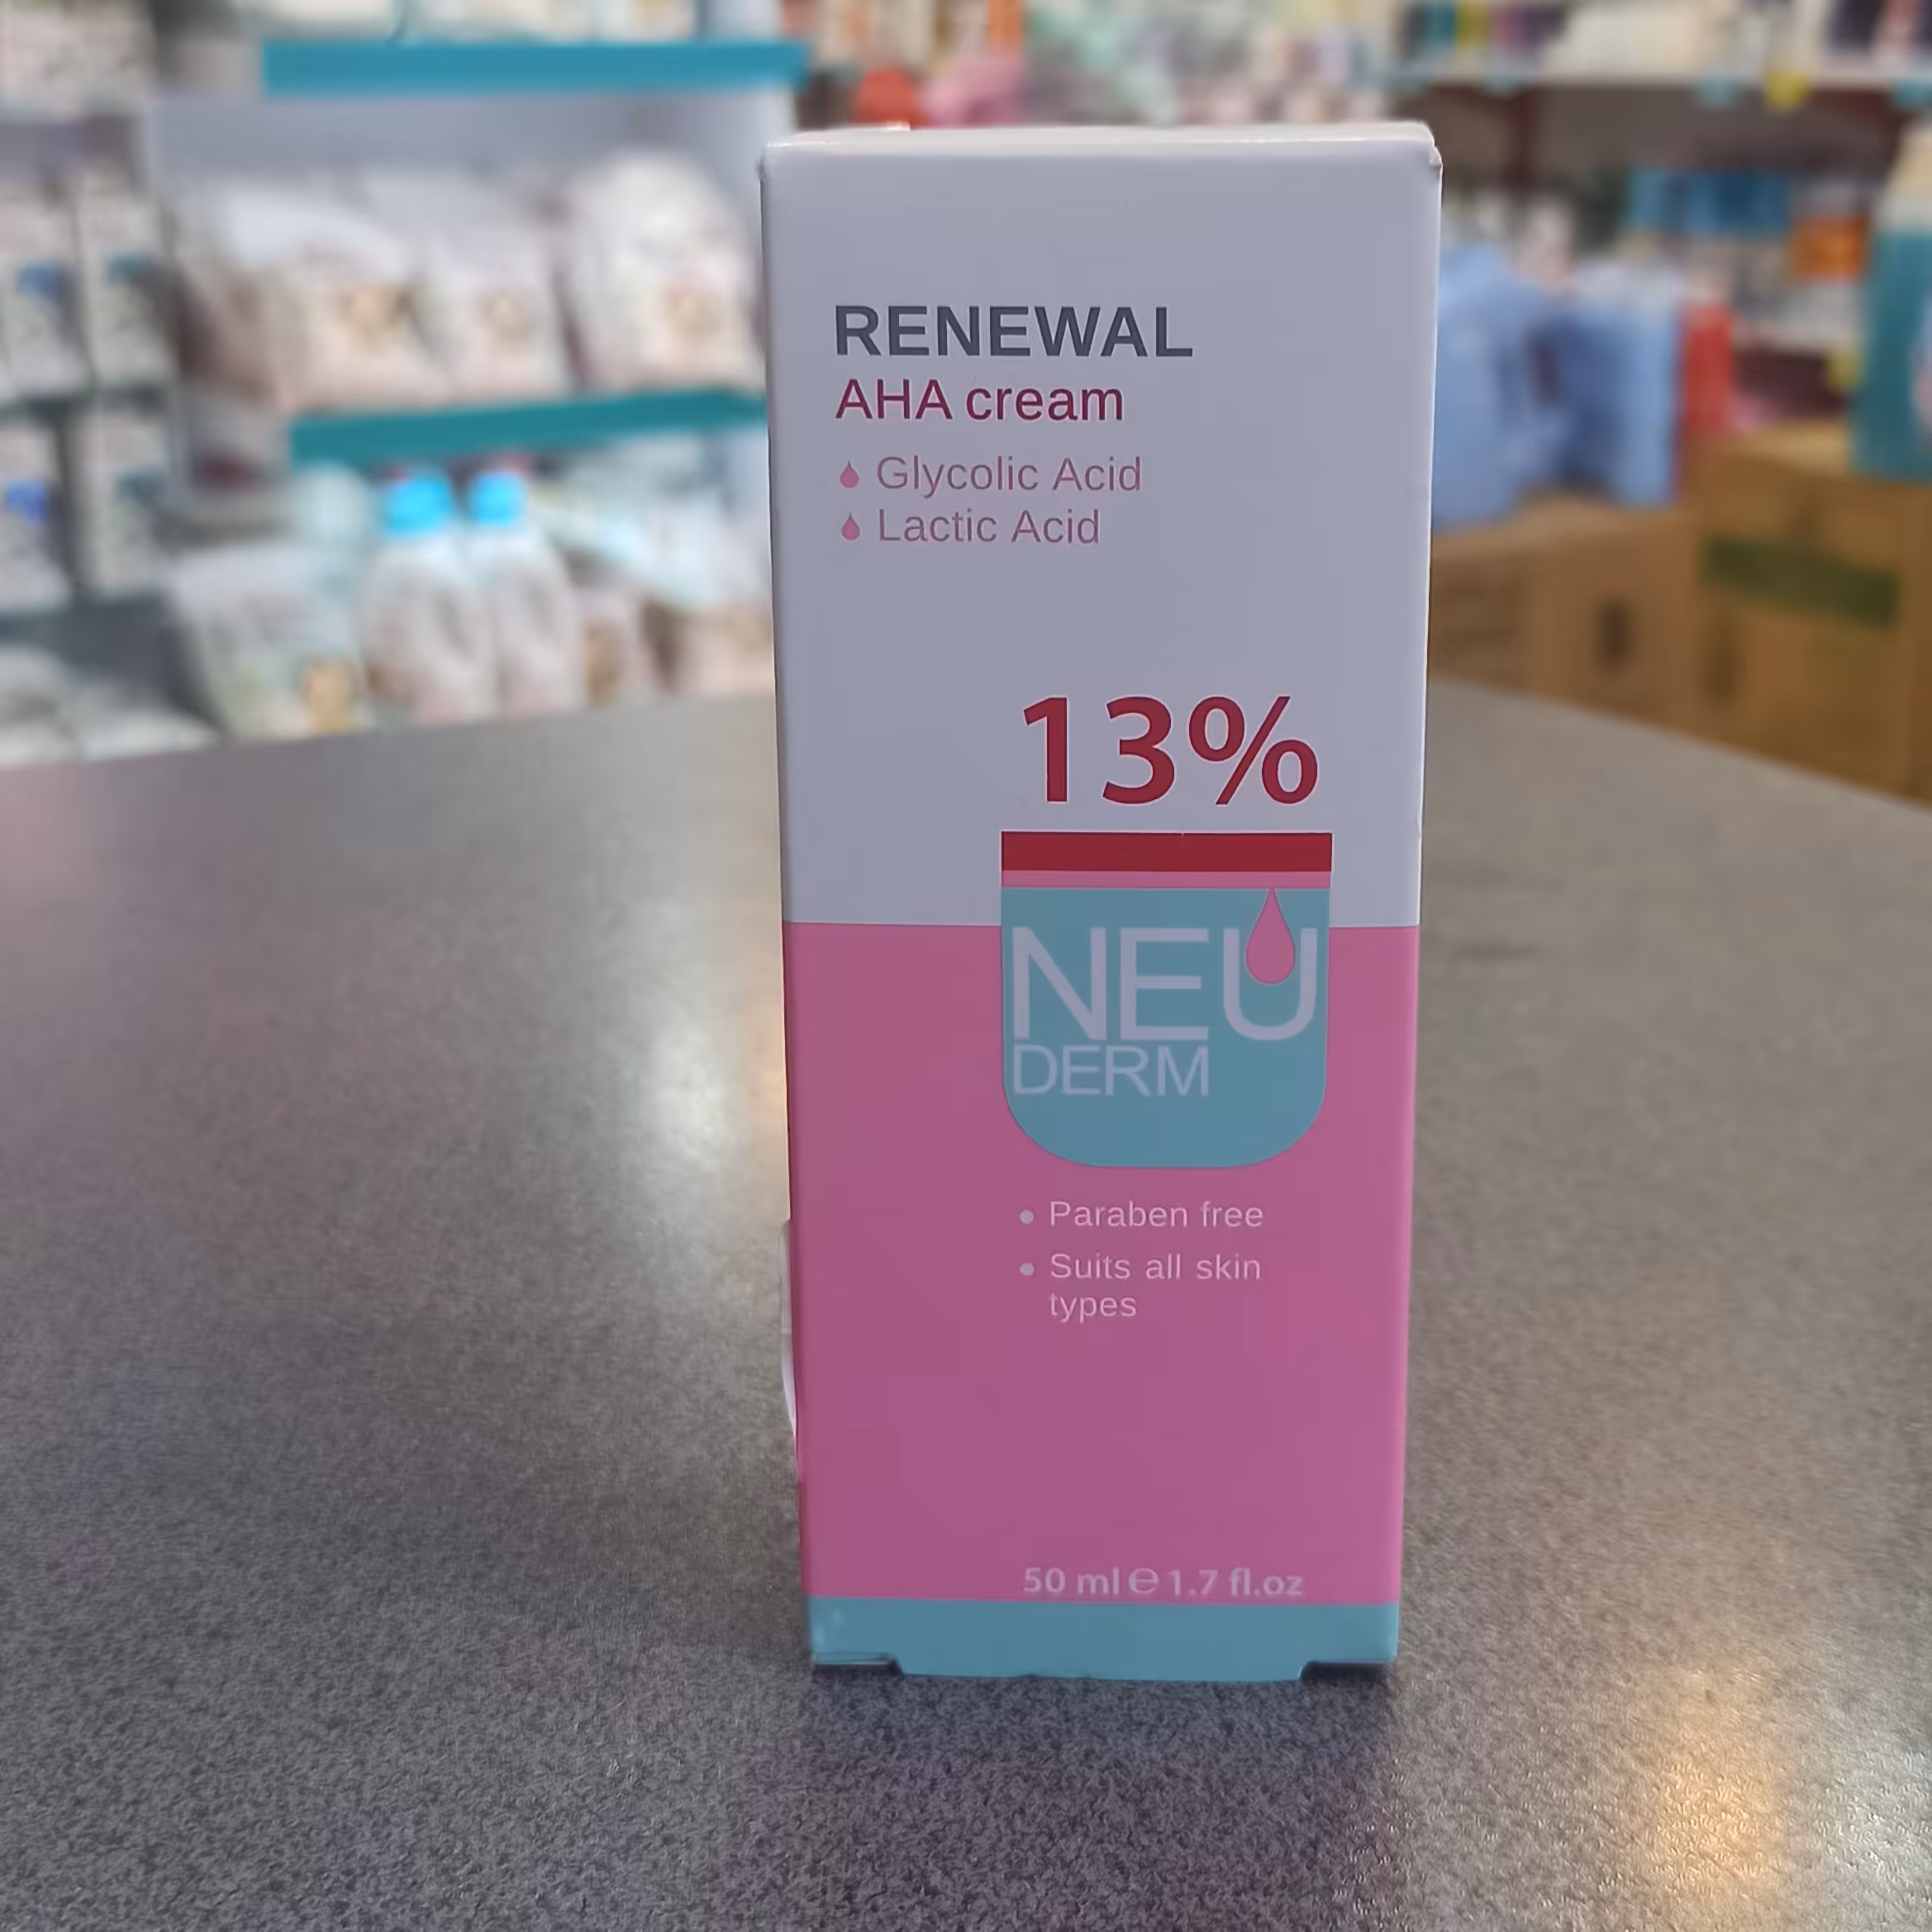 RENEWAL
AHA cream
Glycolic Acid
Lactic Acid
13%
NEU
DERM
Paraben free
Suits all skin
types
50 ml ℮ 1.7 fl.oz